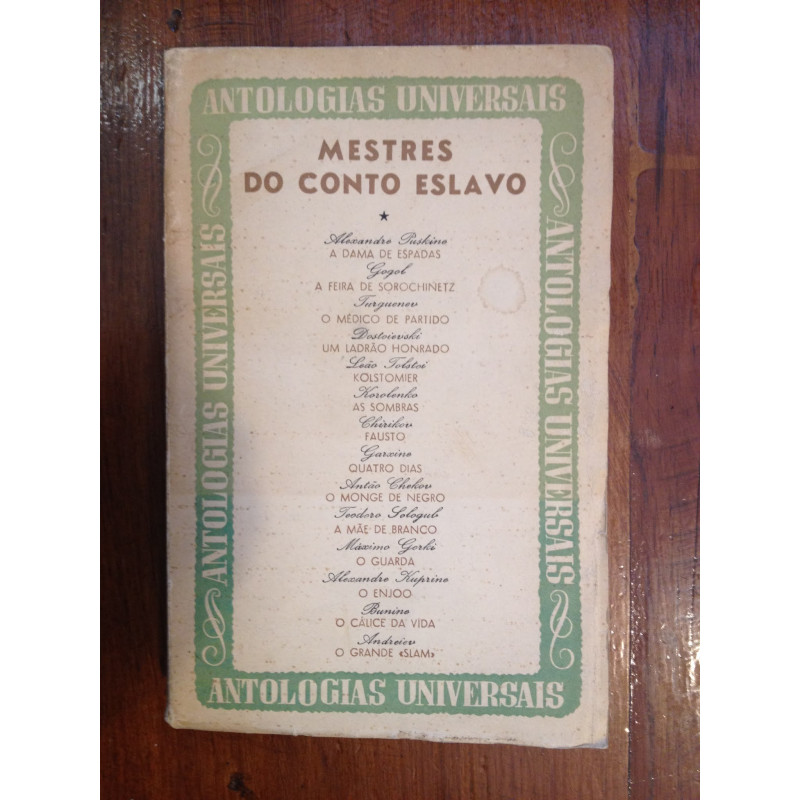 ANTOLOGIAS UNIVERSAIS
MESTRES
DO CONTO ESLAVO
Alexandre Puskine
A DAMA DE ESPADAS
Gogol
A FEIRA DE SOROCHINETZ
Turguenev
O MÉDICO DE PARTIDO
Dostoievski
UM LADRÃO HONRADO
Leão Tolstoi
KOLSTOMIER
Korolenko
AS SOMBRAS
Chirikov
FAUSTO
Garxine
QUATRO DIAS
Antão Chekov
O MONGE DE NEGRO
Teodoro Sologub
A MÃE DE BRANCO
Máximo Gorki
O GUARDA
Alexandre Kuprine
O ENJOO
Bunine
O CÁLICE DA VIDA
Andreiev
O GRANDE «SLAM»
ANTOLOGIAS UNIVERSAIS
ANTOLOGIAS UNIVERSAIS
ANTOLOGIAS UNIVERSAIS